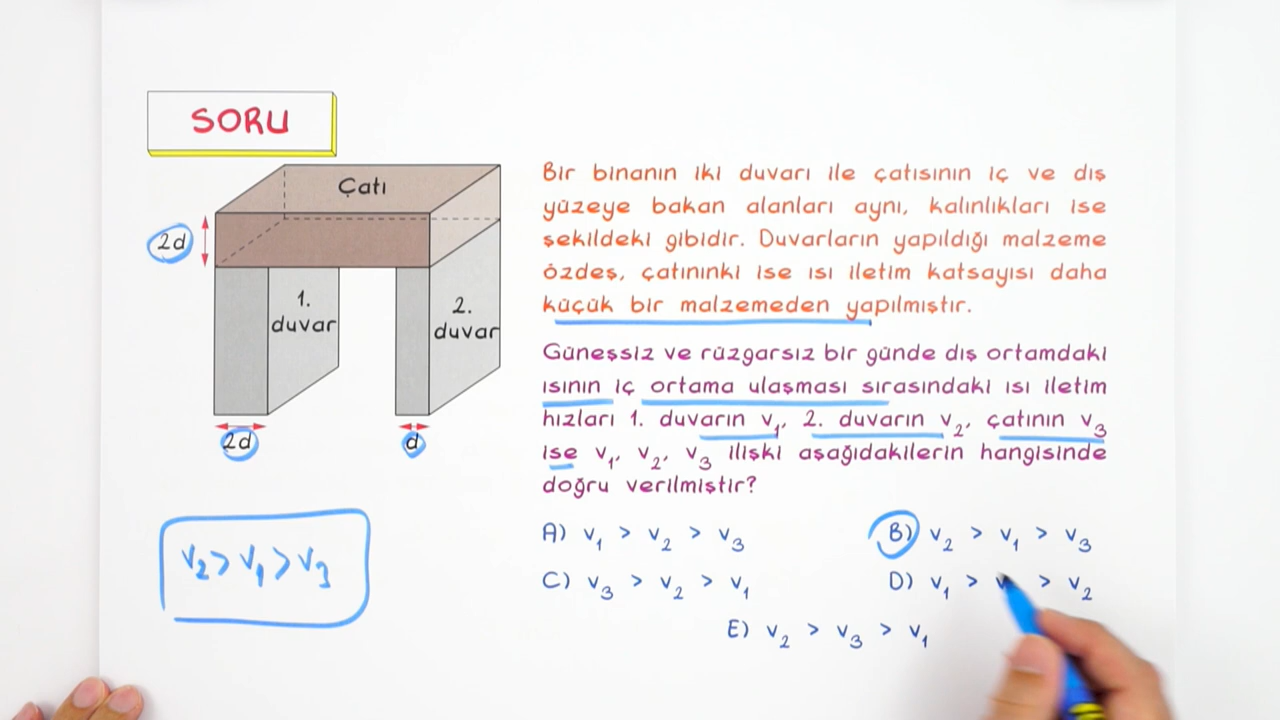 SORU
Çatı
2d
1.
duvar
2.
duvar
2d
d
Bir binanın iki duvarı ile çatısının iç ve dış
yüzeye bakan alanları aynı, kalınlıkları ise
şekildeki gibidir. Duvarların yapıldığı malzeme
özdeş, çatınınki ise ısı iletim katsayısı daha
küçük bir malzemeden yapılmıştır.
Güneşsiz ve rüzgarsız bir günde dış ortamdaki
ısının iç ortama ulaşması sırasındaki ısı iletim
hızları 1. duvarın v₁, 2. duvarın v₂, çatının v₃
ise v₁, v₂, v₃ ilişki aşağıdakilerin hangisinde
doğru verilmiştir?
A) v₁ > v₂ > v₃
B) v₂ > v₁ > v₃
C) v₃ > v₂ > v₁
D) v₁ > > v₂
E) v₂ > v₃ > v₁
v₂ > v₁ > v₃